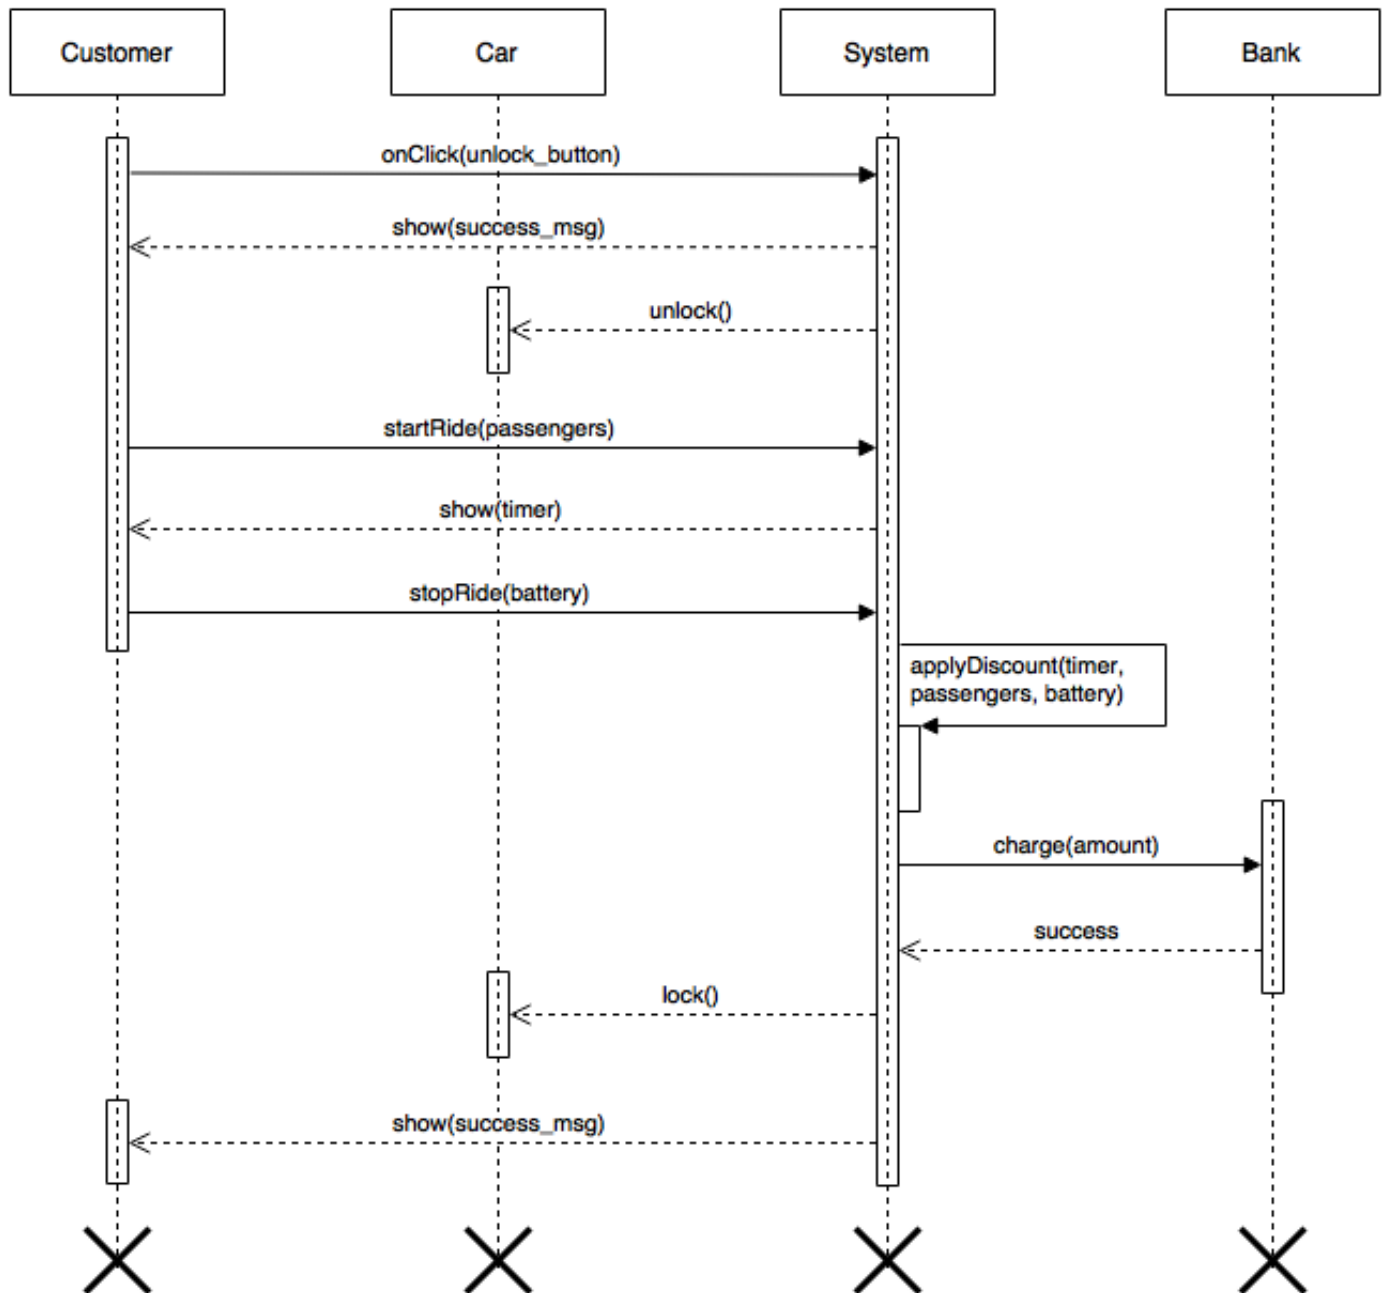 Customer
Car
System
Bank
onClick(unlock_button)
show(success_msg)
unlock()
startRide(passengers)
show(timer)
stopRide(battery)
applyDiscount(timer,
passengers, battery)
charge(amount)
success
lock()
show(success_msg)